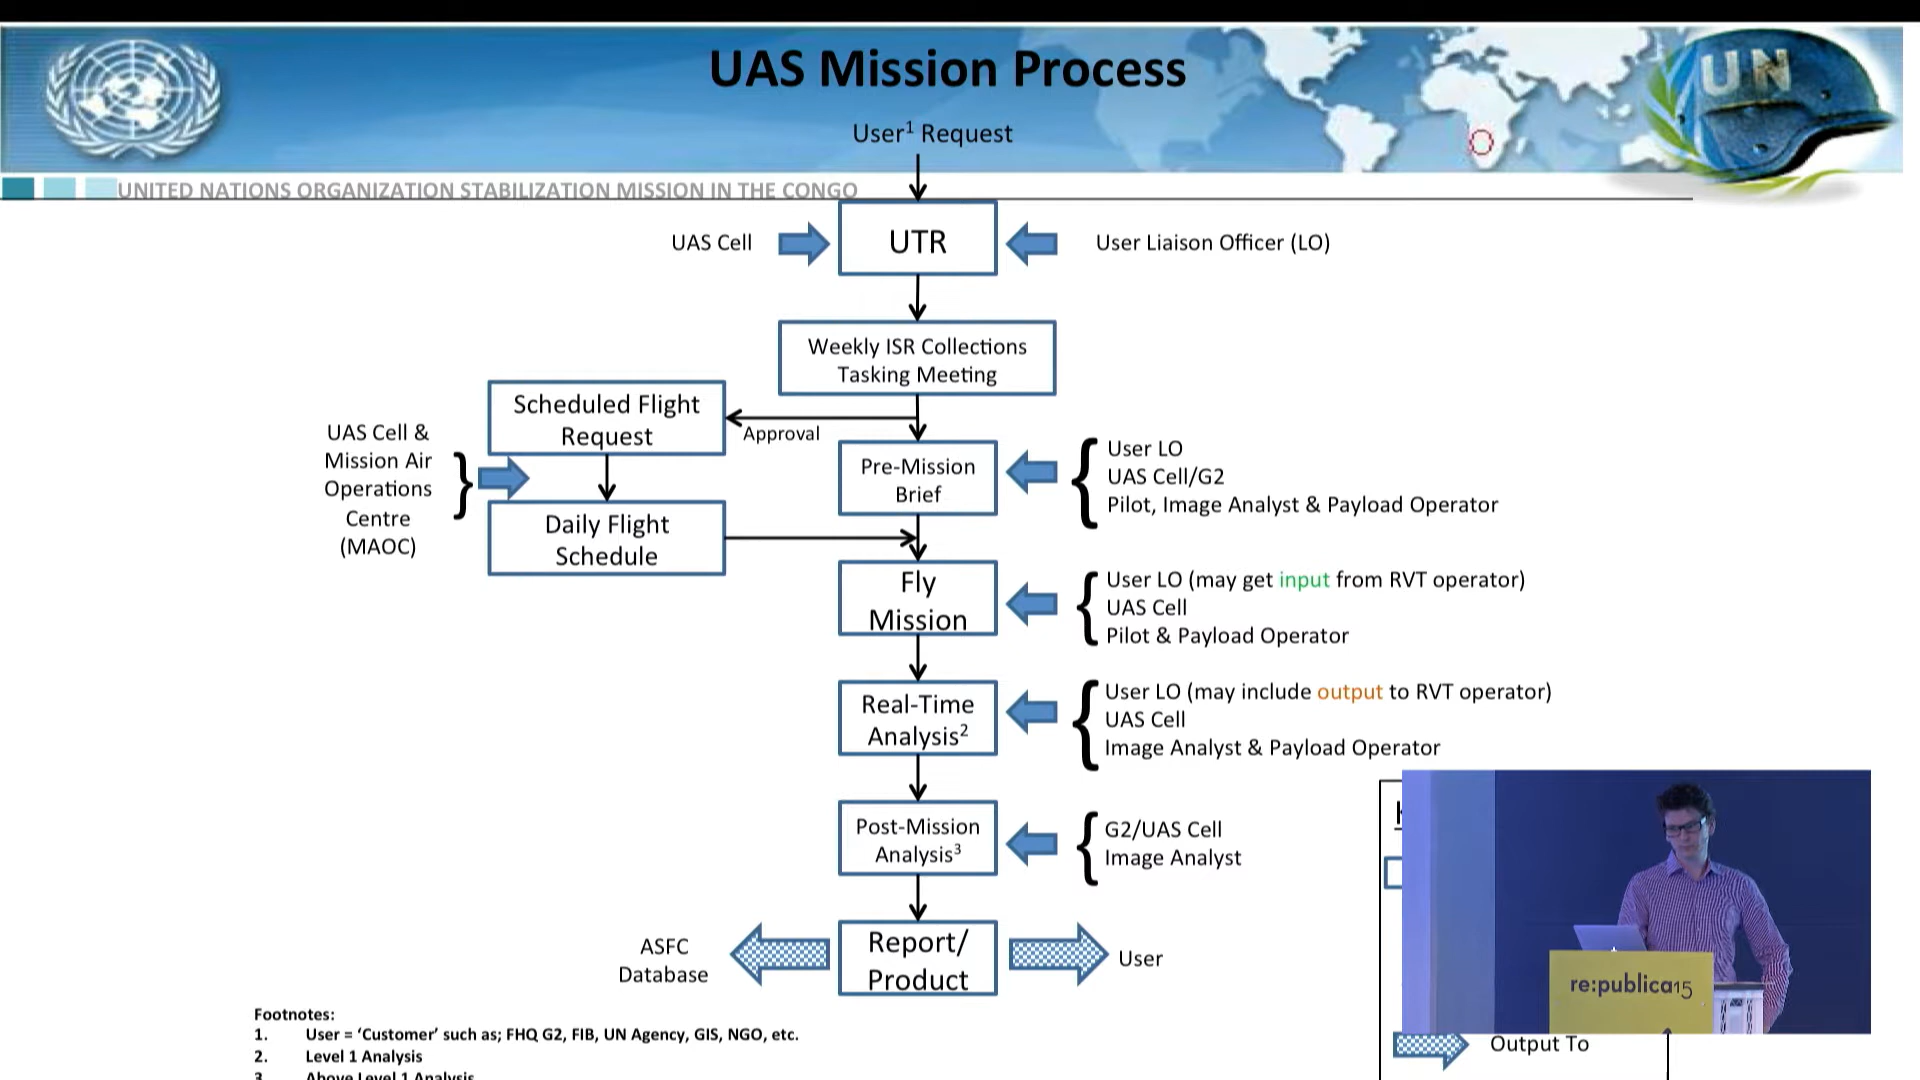 UAS Mission Process
UN
User¹ Request
UNITED NATIONS ORGANIZATION STABILIZATION MISSION IN THE CONGO
UAS Cell
UTR
User Liaison Officer (LO)
Weekly ISR Collections
Tasking Meeting
Scheduled Flight
Request
Approval
UAS Cell &
Mission Air
Operations
Centre
(MAOC)
Daily Flight
Schedule
Pre-Mission
Brief
User LO
UAS Cell/G2
Pilot, Image Analyst & Payload Operator
Fly
Mission
User LO (may get input from RVT operator)
UAS Cell
Pilot & Payload Operator
Real-Time
Analysis²
User LO (may include output to RVT operator)
UAS Cell
Image Analyst & Payload Operator
Post-Mission
Analysis³
G2/UAS Cell
Image Analyst
ASFC
Database
Report/
Product
User
re:publica15
Output To
Footnotes:
1. User = ‘Customer’ such as; FHQ G2, FIB, UN Agency, GIS, NGO, etc.
2. Level 1 Analysis
3. Above Level 1 Analysis